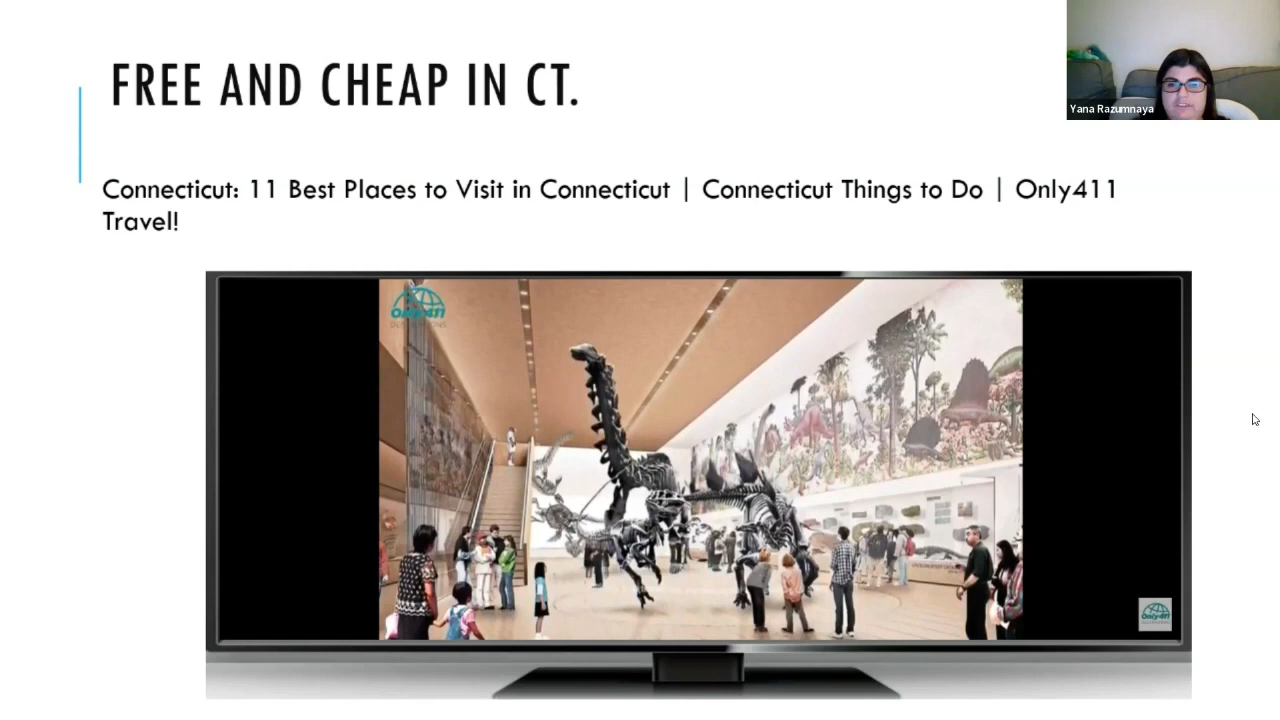 FREE AND CHEAP IN CT.
Yana Razumnaya
Connecticut: 11 Best Places to Visit in Connecticut | Connecticut Things to Do | Only411
Travel!
Only411
Only411